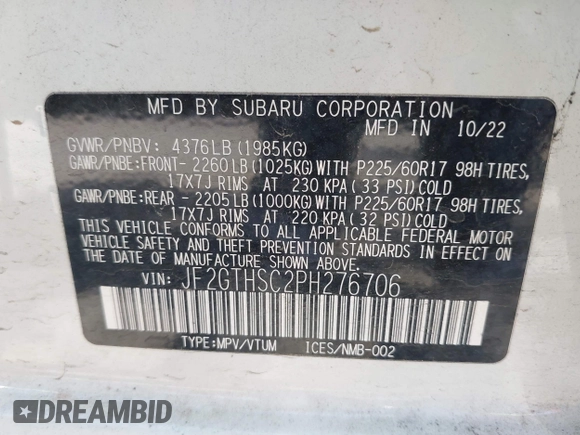 MFD BY SUBARU CORPORATION
MFD IN 10/22
GVWR/PNBV: 4376LB(1985KG)
GAWR/PNBE:FRONT- 2260LB(1025KG)WITH P225/60R17 98H TIRES,
17X7J RIMS AT 230 KPA(33 PSI)COLD
GAWR/PNBE:REAR - 2205LB(1000KG)WITH P225/60R17 98H TIRES,
17X7J RIMS AT 220 KPA(32 PSI)COLD
THIS VEHICLE CONFORMS TO ALL APPLICABLE FEDERAL MOTOR
VEHICLE SAFETY AND THEFT PREVENTION STANDARDS IN EFFECT ON
THE DATE OF MANUFACTURE SHOWN ABOVE.
VIN: JF2GTHSC2PH276706
TYPE:MPV/VTUM ICES/NMB-002
DREAMBID